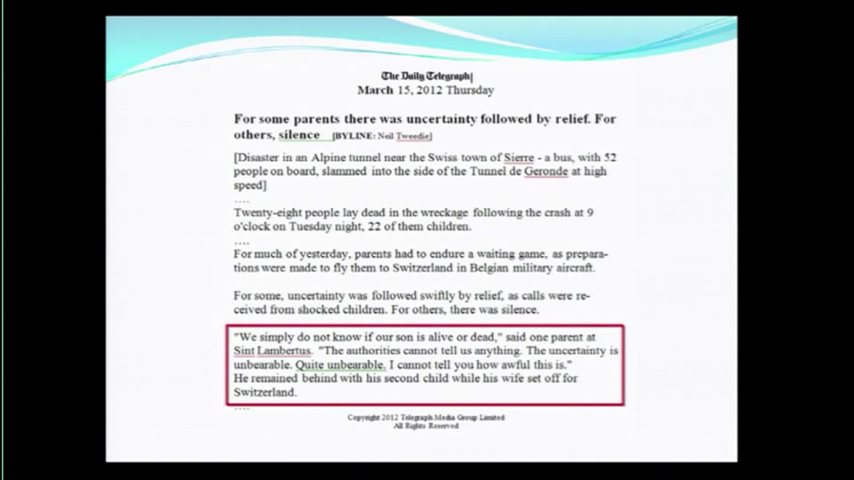 The Daily Telegraph
March 15, 2012 Thursday
For some parents there was uncertainty followed by relief. For
others, silence [BYLINE: Neil Tweedie]
[Disaster in an Alpine tunnel near the Swiss town of Sierre - a bus, with 52
people on board, slammed into the side of the Tunnel de Geronde at high
speed]
....
Twenty-eight people lay dead in the wreckage following the crash at 9
o'clock on Tuesday night, 22 of them children.
....
For much of yesterday, parents had to endure a waiting game, as prepara-
tions were made to fly them to Switzerland in Belgian military aircraft.
For some, uncertainty was followed swiftly by relief, as calls were re-
ceived from shocked children. For others, there was silence.
"We simply do not know if our son is alive or dead," said one parent at
Sint Lambertus. "The authorities cannot tell us anything. The uncertainty is
unbearable. Quite unbearable. I cannot tell you how awful this is."
He remained behind with his second child while his wife set off for
Switzerland.
....
Copyright 2012 Telegraph Media Group Limited
All Rights Reserved